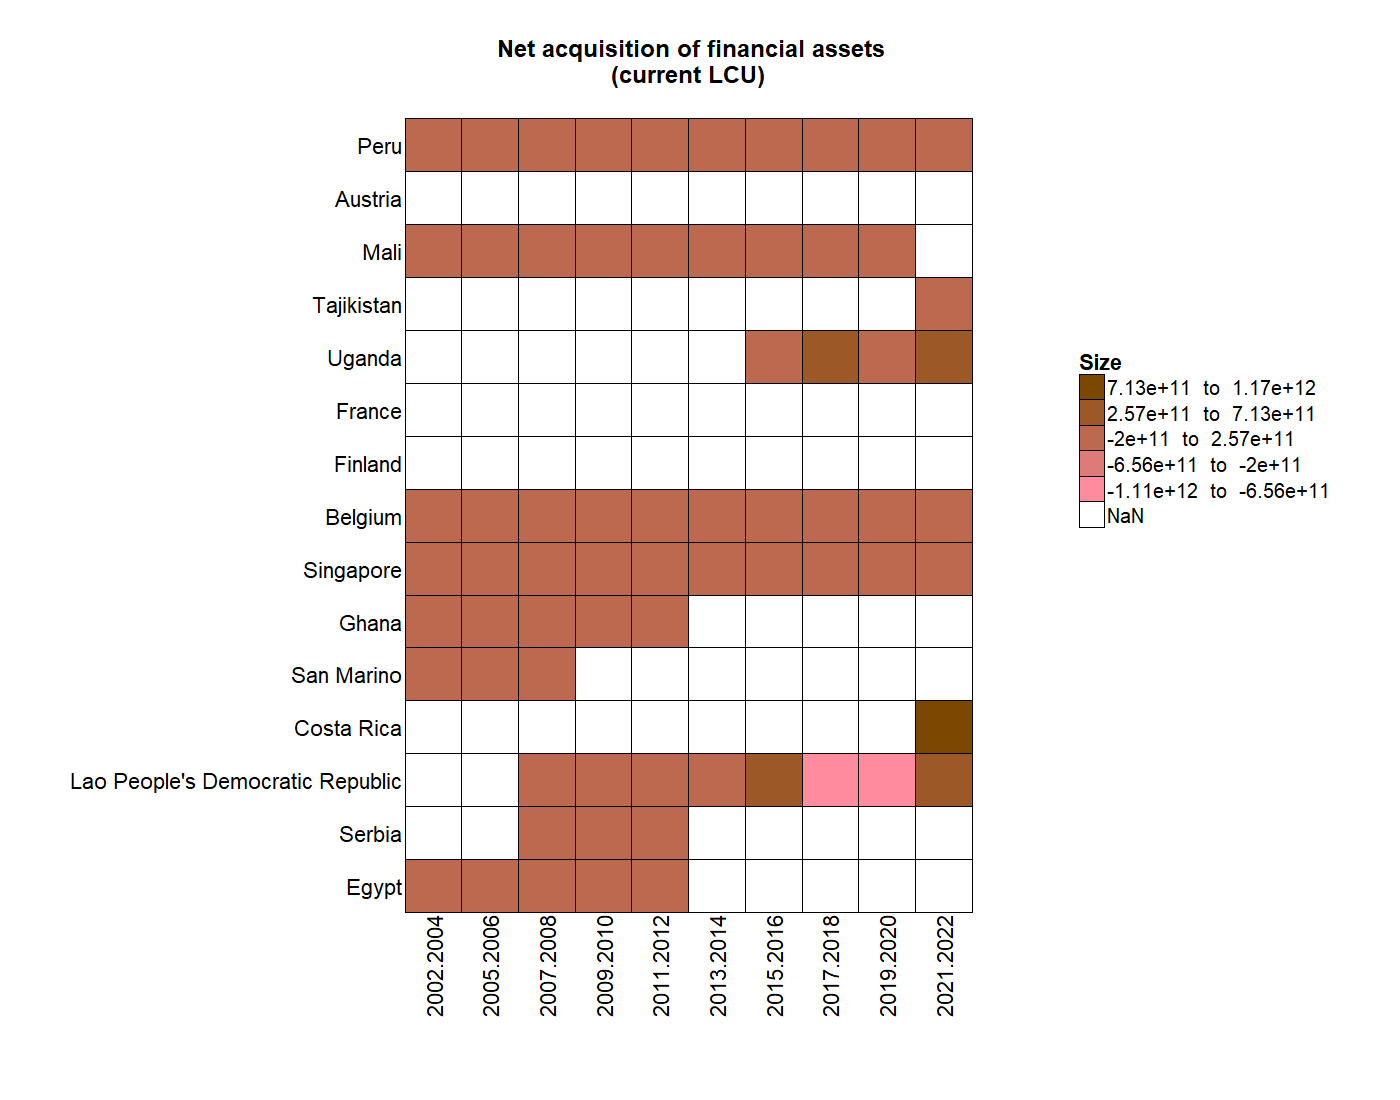 Net acquisition of financial assets
(current LCU)
Peru
Austria
Mali
Tajikistan
Uganda
France
Finland
Belgium
Singapore
Ghana
San Marino
Costa Rica
Lao People's Democratic Republic
Serbia
Egypt
2002.2004
2005.2006
2007.2008
2009.2010
2011.2012
2013.2014
2015.2016
2017.2018
2019.2020
2021.2022
Size
7.13e+11 to 1.17e+12
2.57e+11 to 7.13e+11
-2e+11 to 2.57e+11
-6.56e+11 to -2e+11
-1.11e+12 to -6.56e+11
NaN